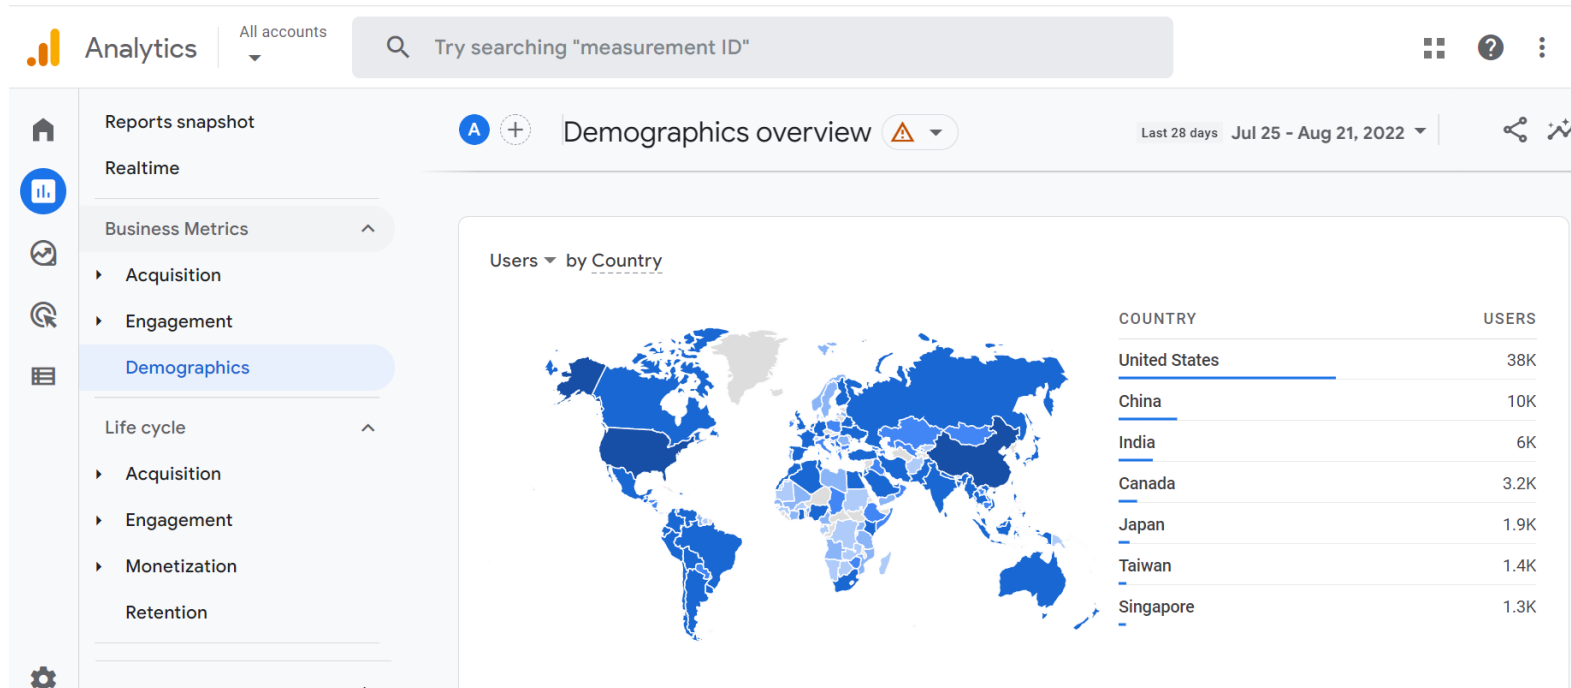 Analytics
All accounts
Try searching "measurement ID"
Reports snapshot
Realtime
Business Metrics
Acquisition
Engagement
Demographics
Life cycle
Acquisition
Engagement
Monetization
Retention
A
Demographics overview
Last 28 days Jul 25 - Aug 21, 2022
Users by Country
COUNTRY USERS
United States 38K
China 10K
India 6K
Canada 3.2K
Japan 1.9K
Taiwan 1.4K
Singapore 1.3K